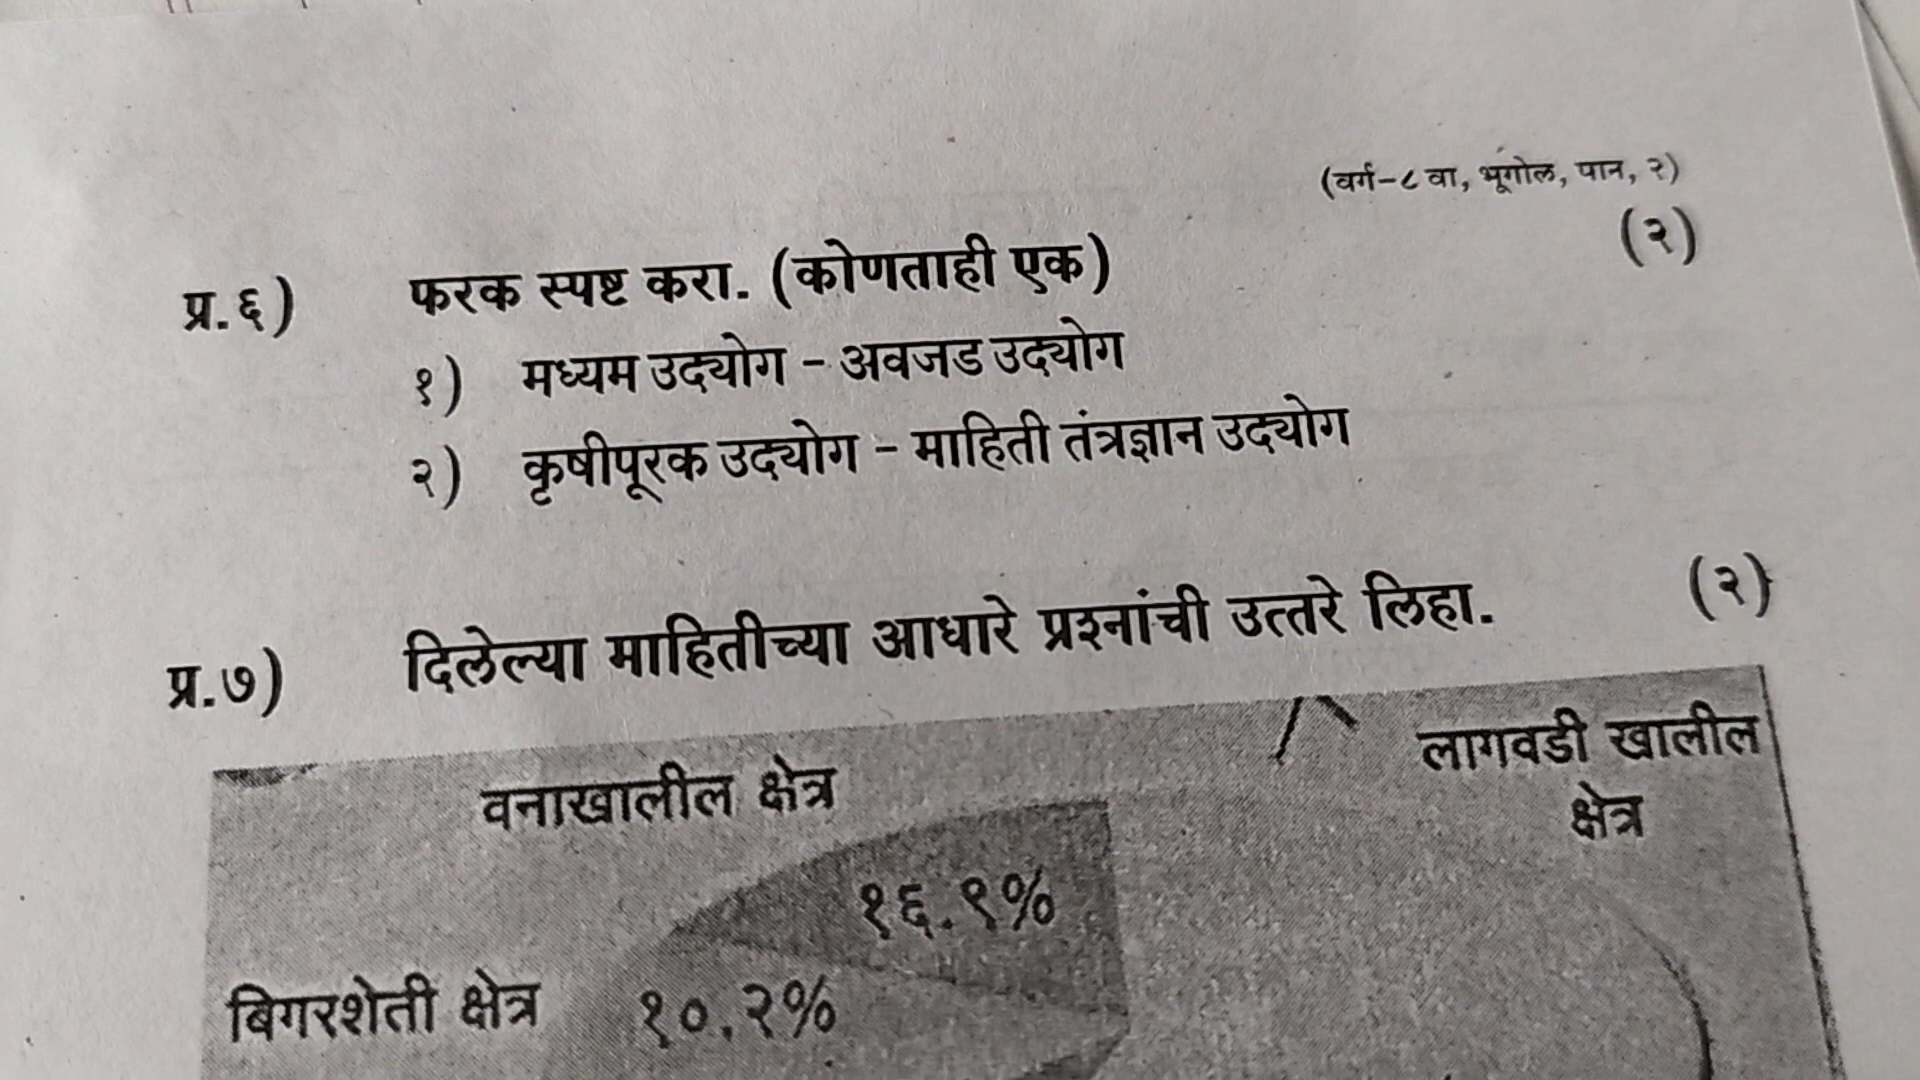 (वर्ग-८ वा, भूगोल, पान, २)
प्र.६) फरक स्पष्ट करा. (कोणताही एक) (२)
१) मध्यम उद्योग - अवजड उद्योग
२) कृषीपूरक उद्योग - माहिती तंत्रज्ञान उद्योग
प्र.७) दिलेल्या माहितीच्या आधारे प्रश्नांची उत्तरे लिहा. (२)
वनाखालील क्षेत्र
लागवडी खालील
क्षेत्र
१६.९%
बिगरशेती क्षेत्र १०.२%